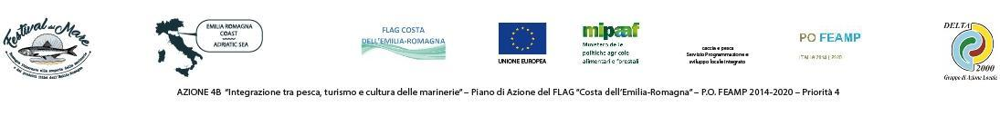 Festival del Mare
EMILIA ROMAGNA
COAST
ADRIATIC SEA
FLAG COSTA
DELL'EMILIA-ROMAGNA
UNIONE EUROPEA
mipaaf
Ministero delle
politiche agricole
alimentari e forestali
caccia e pesca
Servizio Programmazione e
sviluppo locale integrato
PO FEAMP
ITALIA 2014 | 2020
DELTA
2000
Gruppo di Azione Locale
AZIONE 4B "Integrazione tra pesca, turismo e cultura delle marinerie" – Piano di Azione del FLAG "Costa dell'Emilia-Romagna" – P.O. FEAMP 2014-2020 – Priorità 4